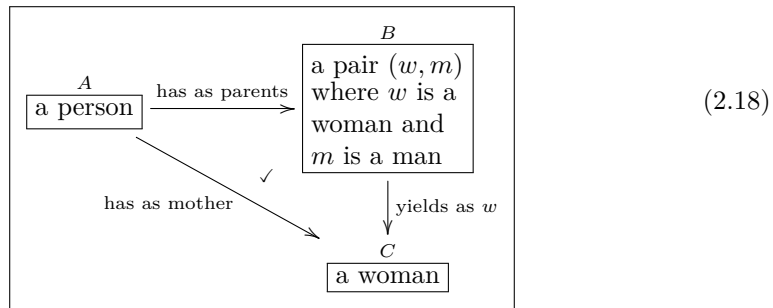 A
a person
has as parents
B
a pair (w, m)
where w is a
woman and
m is a man
(2.18)
✓
has as mother
yields as w
C
a woman